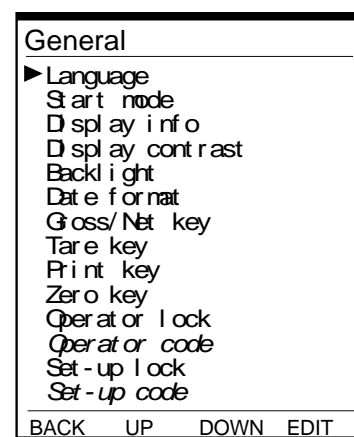 General
►Language
Start mode
Display info
Display contrast
Backlight
Date format
Gross/Net key
Tare key
Print key
Zero key
Operator lock
Operator code
Set-up lock
Set-up code
BACK UP DOWN EDIT